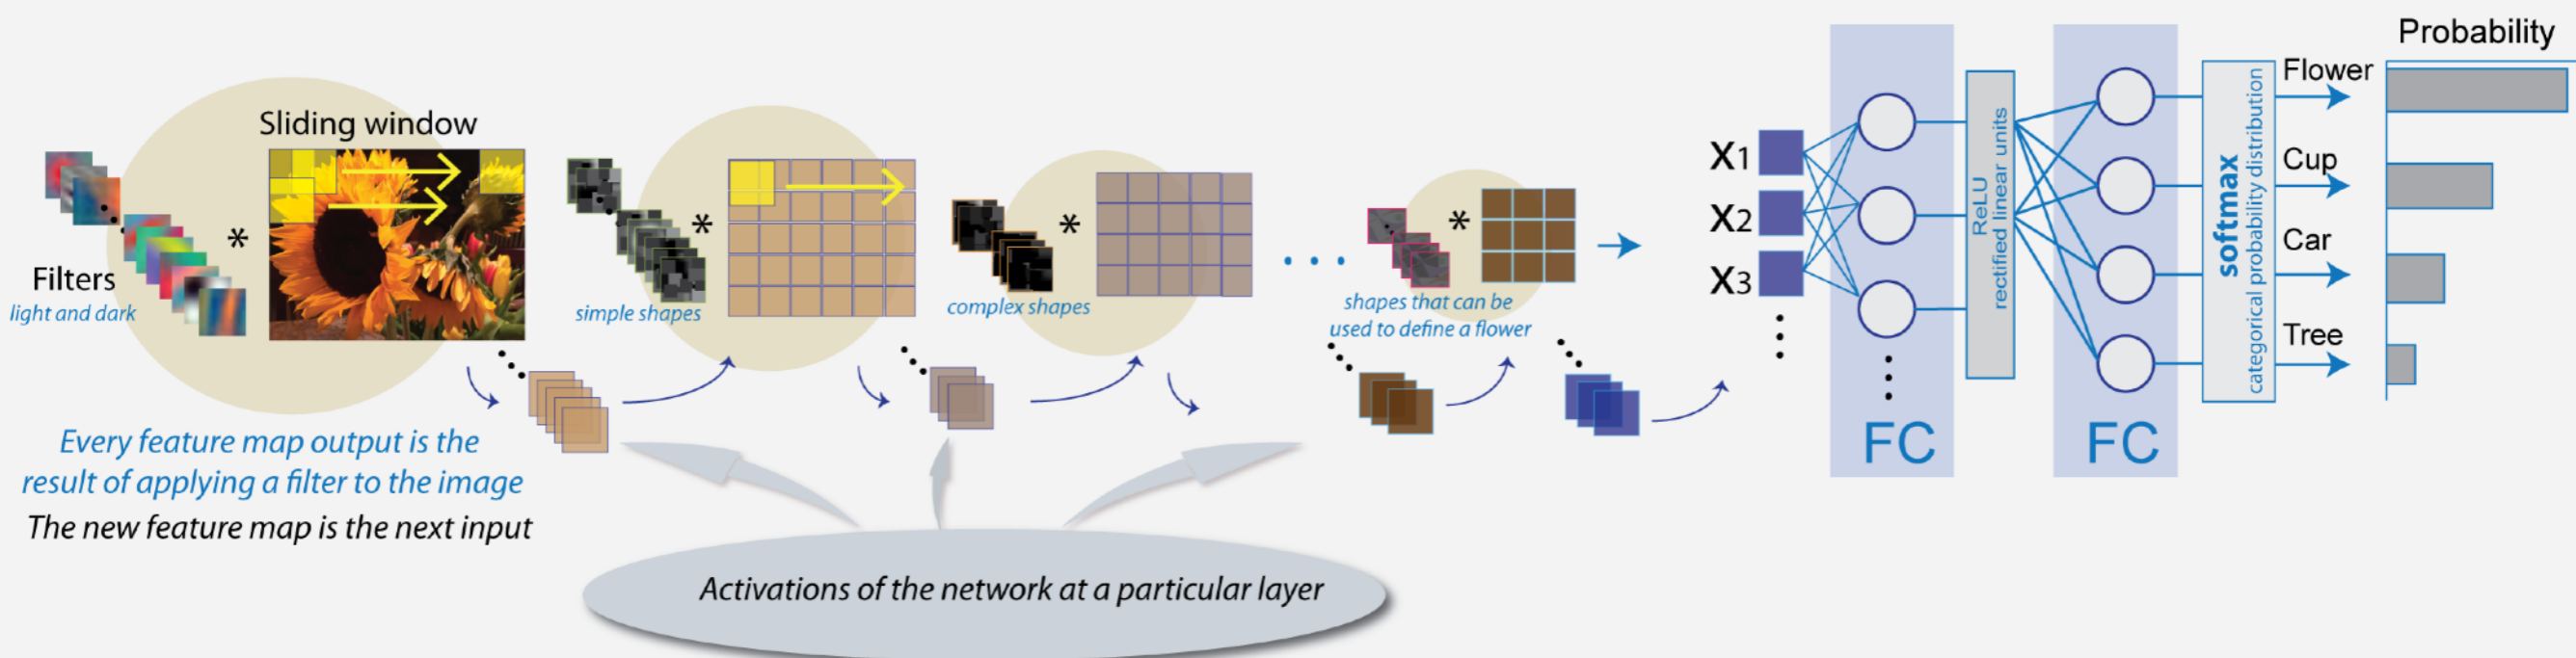 Probability
Sliding window
Flower
Cup
Car
Tree
*
*
*
*
X1
X2
X3
ReLU
rectified linear units
softmax
categorical probability distribution
Filters
light and dark
simple shapes
complex shapes
shapes that can be
used to define a flower
FC
FC
Every feature map output is the
result of applying a filter to the image
The new feature map is the next input
Activations of the network at a particular layer